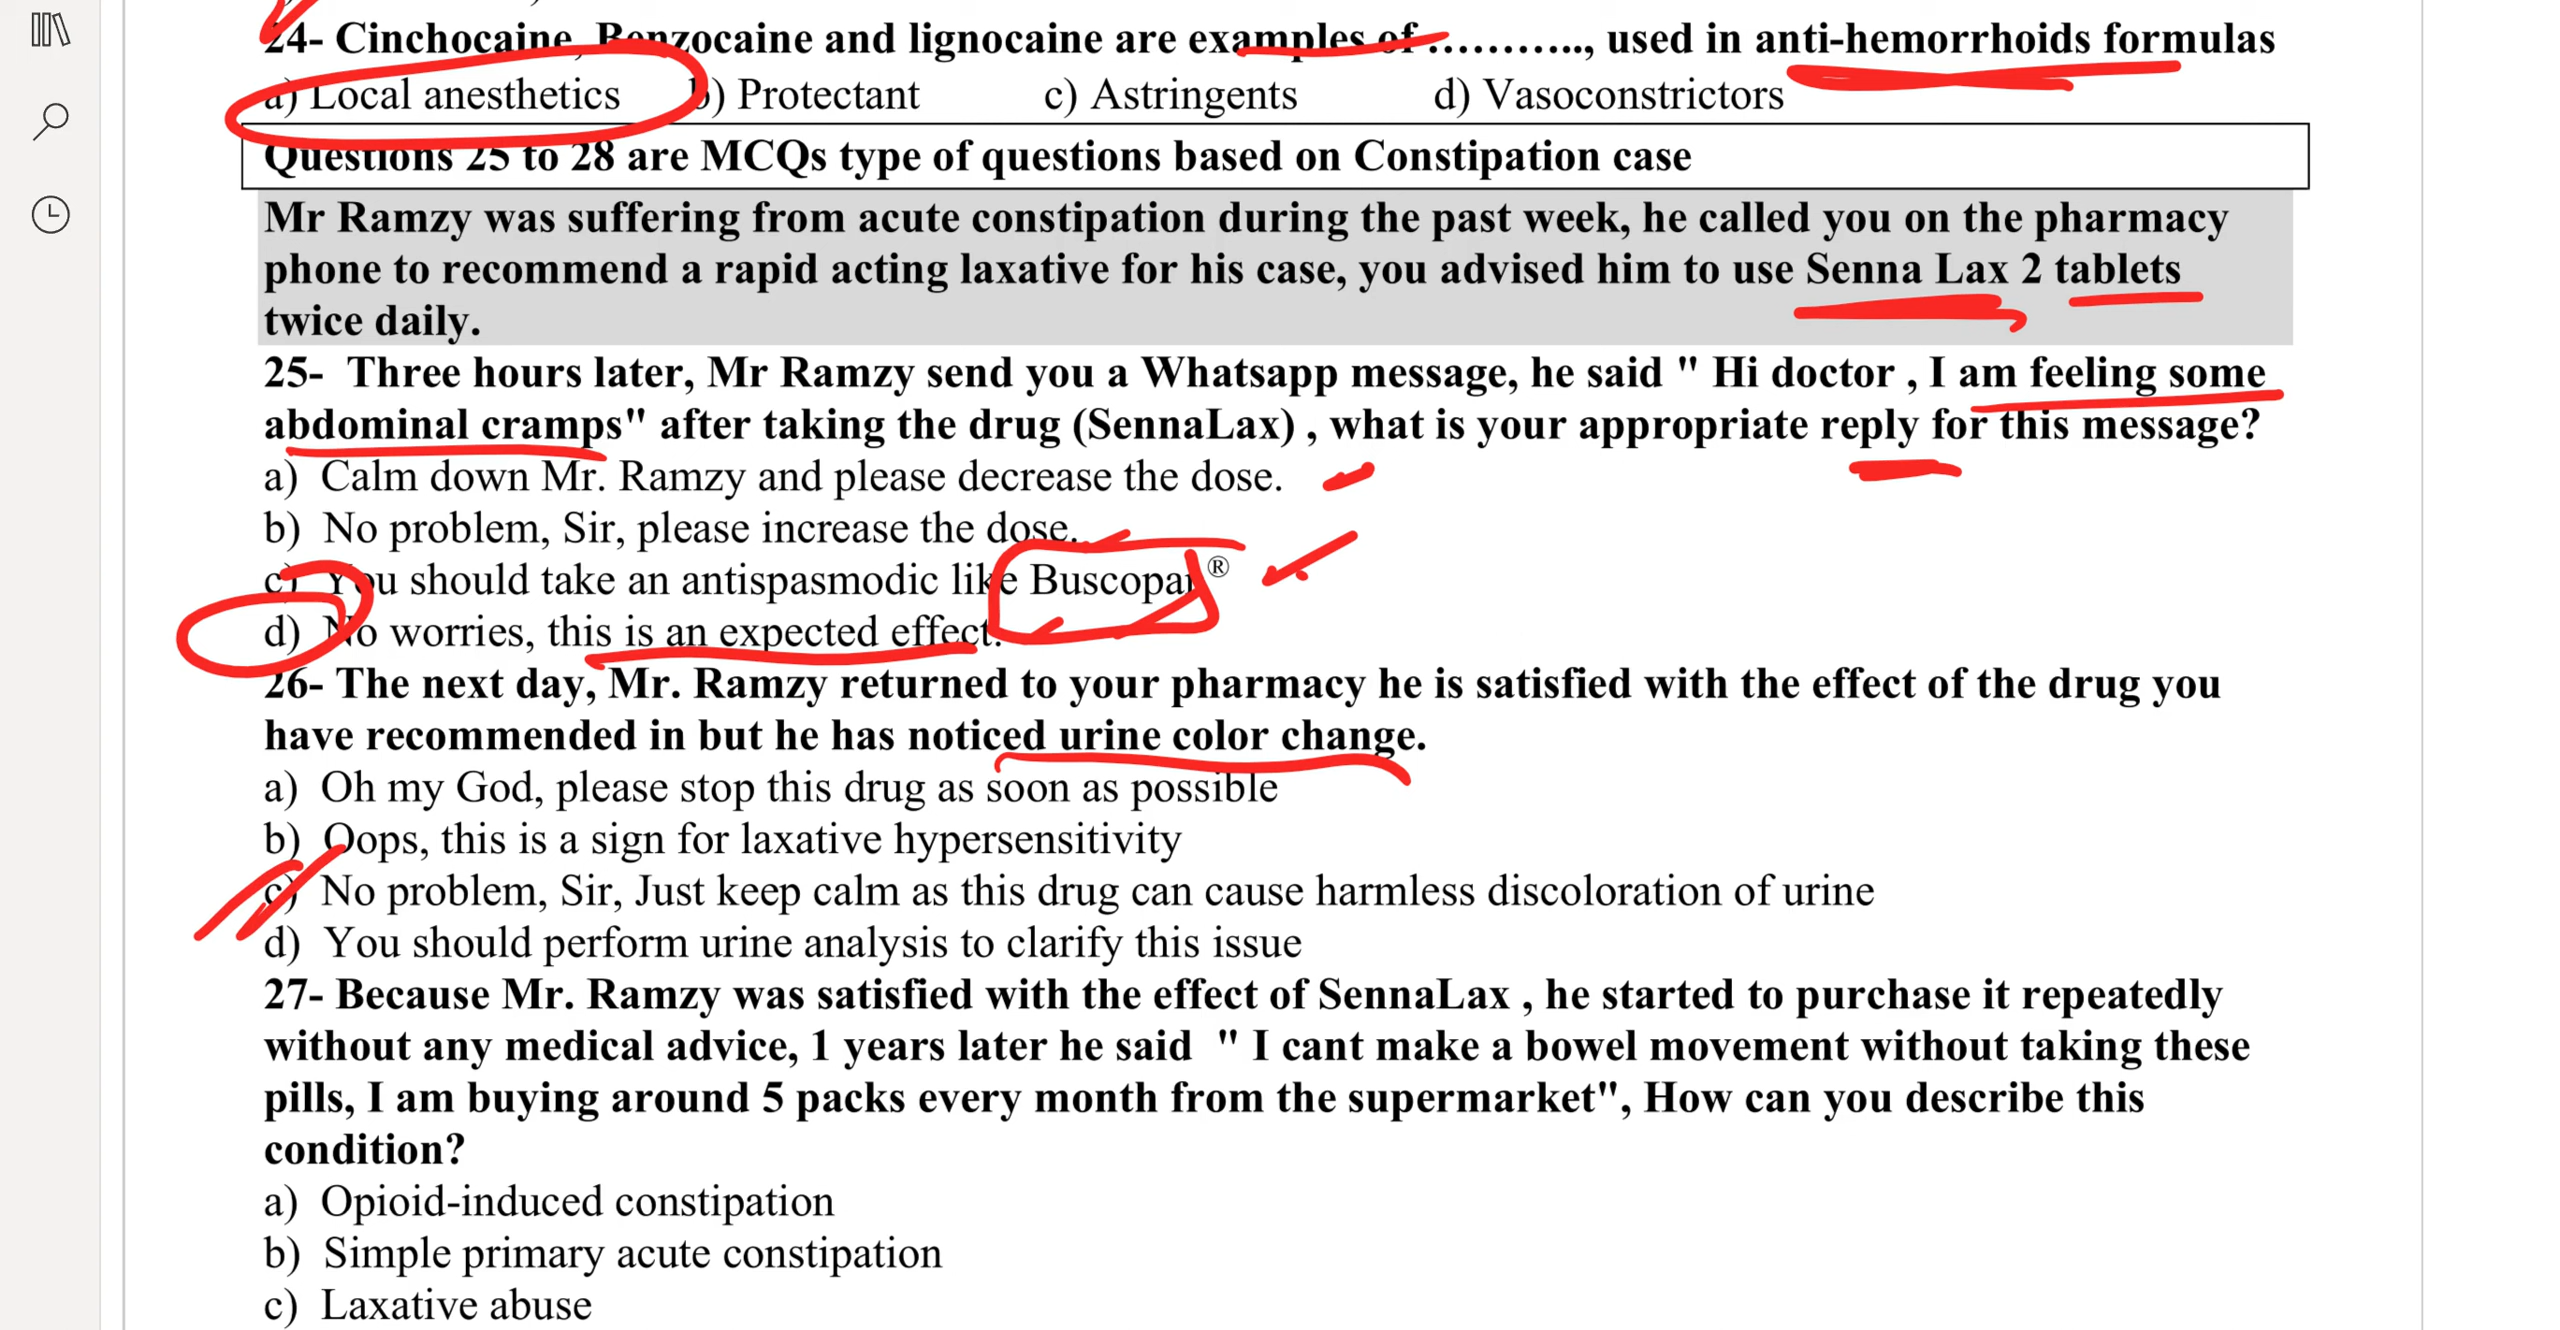 24- Cinchocaine, Benzocaine and lignocaine are examples of ……….., used in anti-hemorrhoids formulas
a) Local anesthetics b) Protectant c) Astringents d) Vasoconstrictors
Questions 25 to 28 are MCQs type of questions based on Constipation case
Mr Ramzy was suffering from acute constipation during the past week, he called you on the pharmacy
phone to recommend a rapid acting laxative for his case, you advised him to use Senna Lax 2 tablets
twice daily.
25- Three hours later, Mr Ramzy send you a Whatsapp message, he said " Hi doctor , I am feeling some
abdominal cramps" after taking the drug (SennaLax) , what is your appropriate reply for this message?
a) Calm down Mr. Ramzy and please decrease the dose.
b) No problem, Sir, please increase the dose.
c) You should take an antispasmodic like Buscopan®
d) No worries, this is an expected effect.
26- The next day, Mr. Ramzy returned to your pharmacy he is satisfied with the effect of the drug you
have recommended in but he has noticed urine color change.
a) Oh my God, please stop this drug as soon as possible
b) Oops, this is a sign for laxative hypersensitivity
c) No problem, Sir, Just keep calm as this drug can cause harmless discoloration of urine
d) You should perform urine analysis to clarify this issue
27- Because Mr. Ramzy was satisfied with the effect of SennaLax , he started to purchase it repeatedly
without any medical advice, 1 years later he said " I cant make a bowel movement without taking these
pills, I am buying around 5 packs every month from the supermarket", How can you describe this
condition?
a) Opioid-induced constipation
b) Simple primary acute constipation
c) Laxative abuse